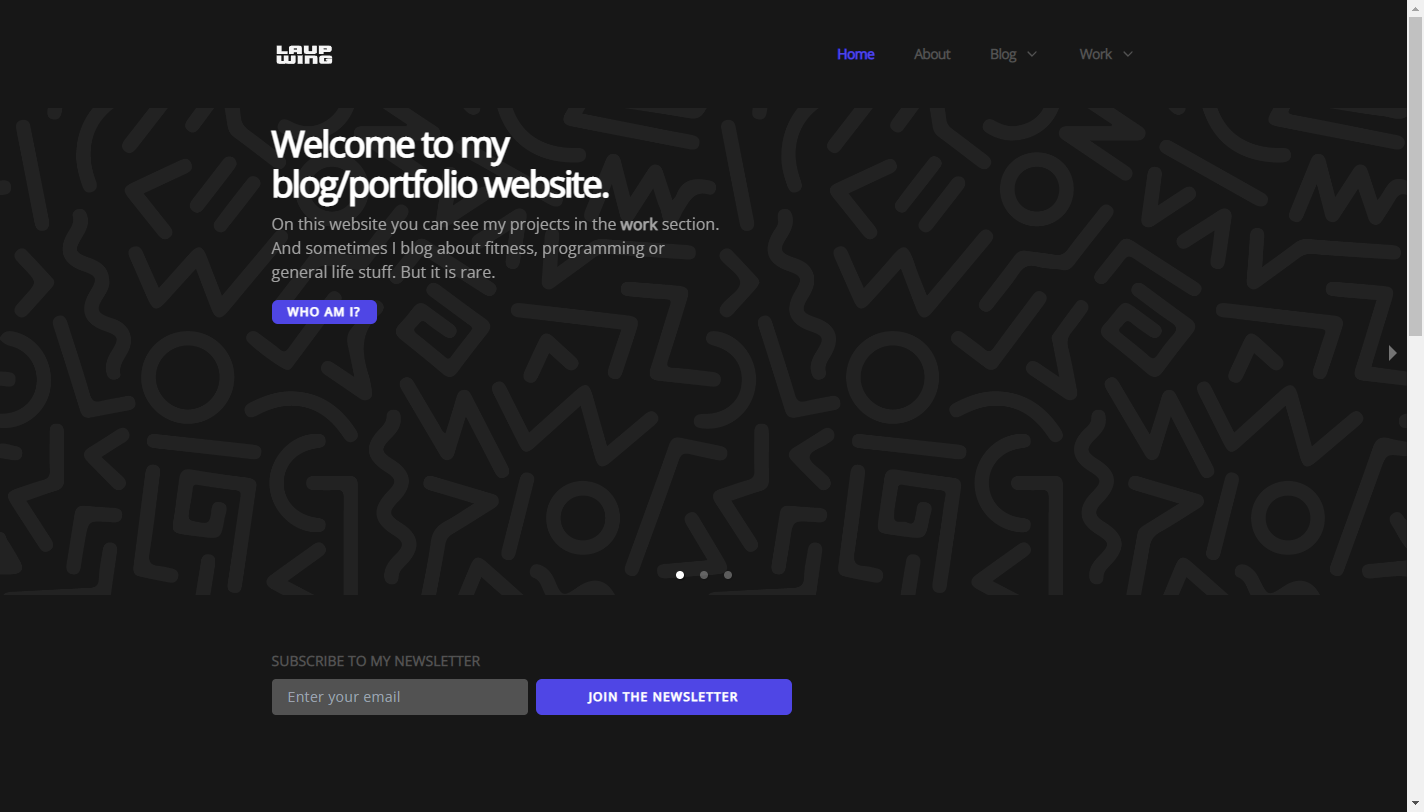 LAUP
WING
Home
About
Blog
Work
Welcome to my
blog/portfolio website.
On this website you can see my projects in the work section.
And sometimes I blog about fitness, programming or
general life stuff. But it is rare.
WHO AM I?
SUBSCRIBE TO MY NEWSLETTER
Enter your email
JOIN THE NEWSLETTER